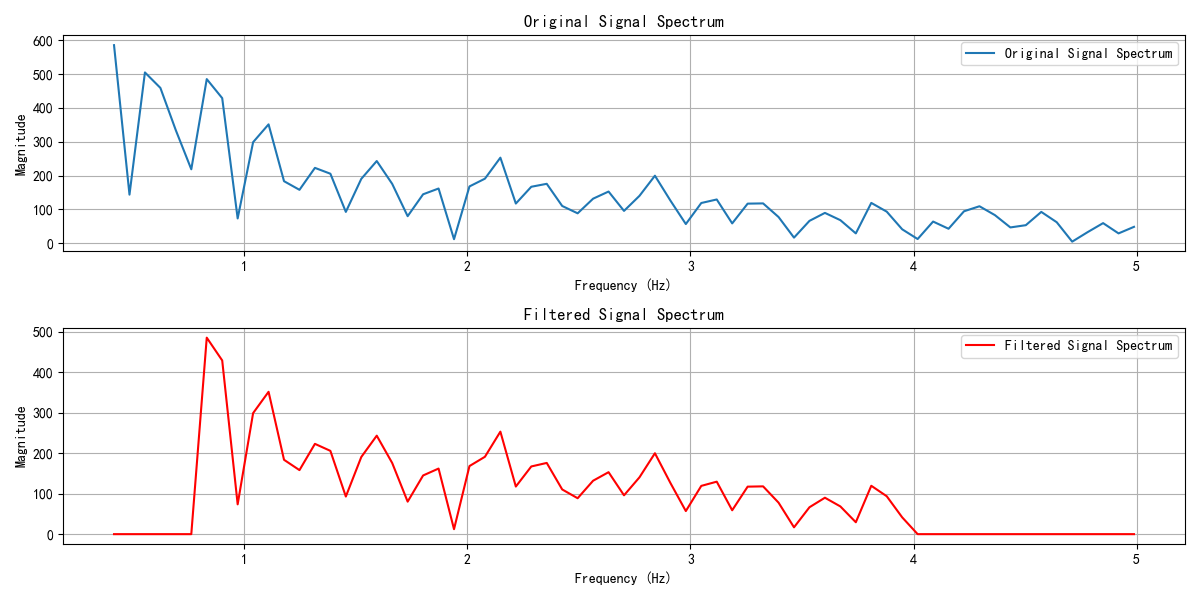 Original Signal Spectrum
600
500
400
300
200
100
0
Magnitude
Original Signal Spectrum
1
2
3
4
5
Frequency (Hz)
Filtered Signal Spectrum
500
400
300
200
100
0
Magnitude
Filtered Signal Spectrum
1
2
3
4
5
Frequency (Hz)